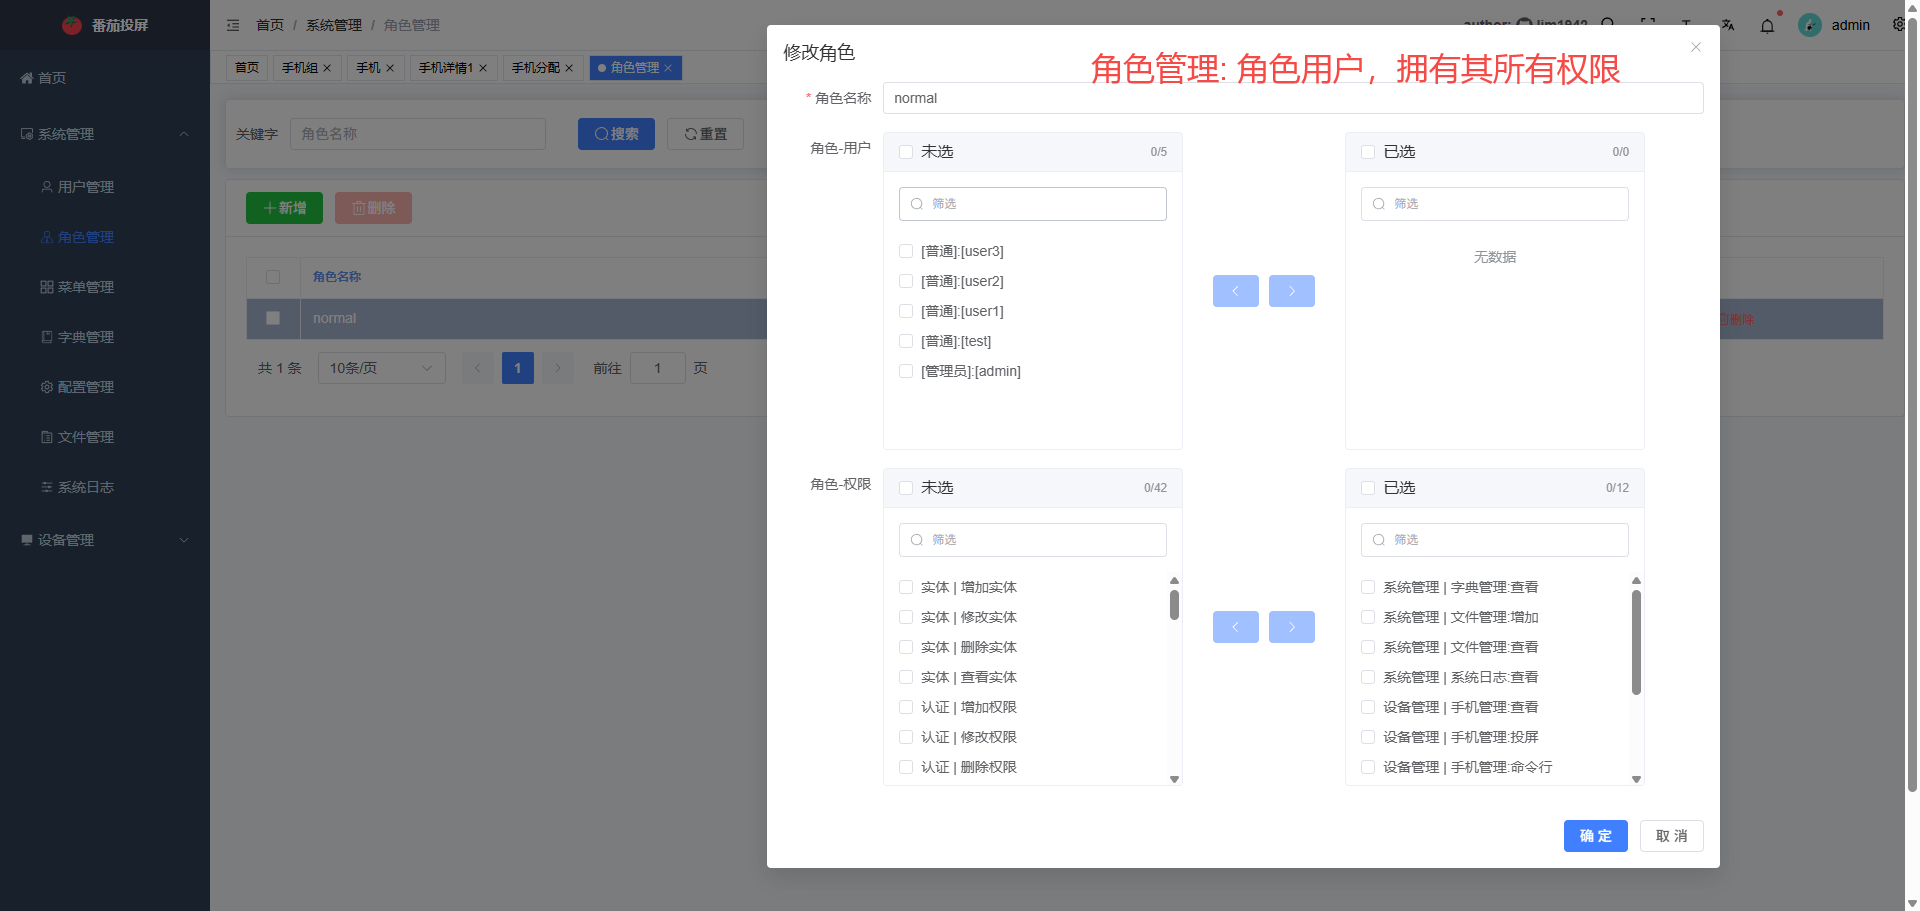 番茄投屏
首页
系统管理
用户管理
角色管理
菜单管理
字典管理
配置管理
文件管理
系统日志
设备管理
首页 / 系统管理 / 角色管理
author: lim1942
admin
首页
手机组
手机
手机详情1
手机分配
角色管理
关键字
角色名称
搜索
重置
新增
删除
角色名称
normal
删除
共 1 条
10条/页
1
前往
1
页
修改角色
角色管理: 角色用户，拥有其所有权限
* 角色名称
normal
角色-用户
未选
0/5
筛选
[普通]:[user3]
[普通]:[user2]
[普通]:[user1]
[普通]:[test]
[管理员]:[admin]
已选
0/0
筛选
无数据
角色-权限
未选
0/42
筛选
实体 | 增加实体
实体 | 修改实体
实体 | 删除实体
实体 | 查看实体
认证 | 增加权限
认证 | 修改权限
认证 | 删除权限
已选
0/12
筛选
系统管理 | 字典管理:查看
系统管理 | 文件管理:增加
系统管理 | 文件管理:查看
系统管理 | 系统日志:查看
设备管理 | 手机管理:查看
设备管理 | 手机管理:投屏
设备管理 | 手机管理:命令行
确 定
取 消